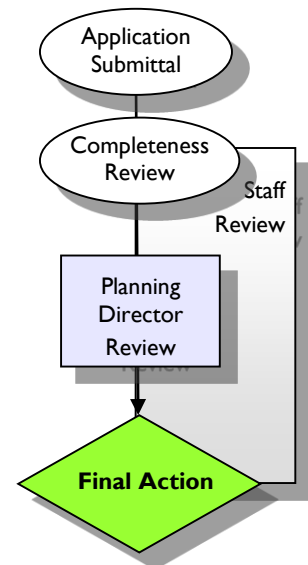 Application
Submittal
Completeness
Review
Staff
Review
Planning
Director
Review
Final Action